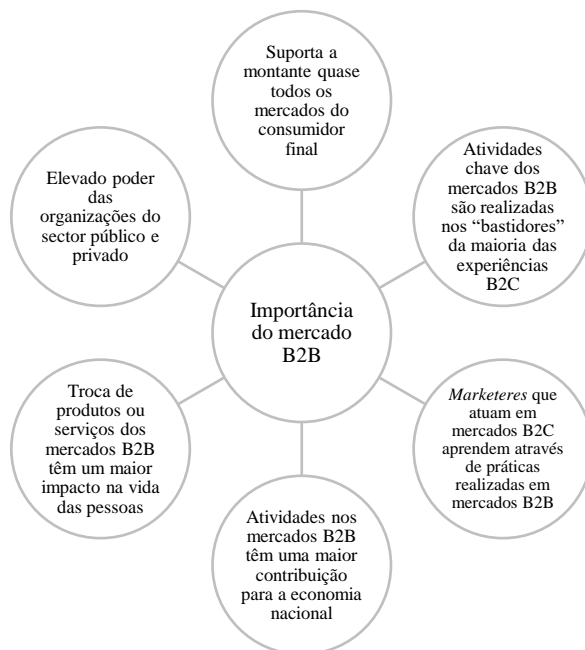 Suporta a
montante quase
todos os
mercados do
consumidor
final
Atividades
chave dos
mercados B2B
são realizadas
nos “bastidores”
da maioria das
experiências
B2C
Marketeres que
atuam em
mercados B2C
aprendem através
de práticas
realizadas em
mercados B2B
Atividades nos
mercados B2B
têm uma maior
contribuição
para a economia
nacional
Troca de
produtos ou
serviços dos
mercados B2B
têm um maior
impacto na vida
das pessoas
Elevado poder
das
organizações do
sector público e
privado
Importância
do mercado
B2B